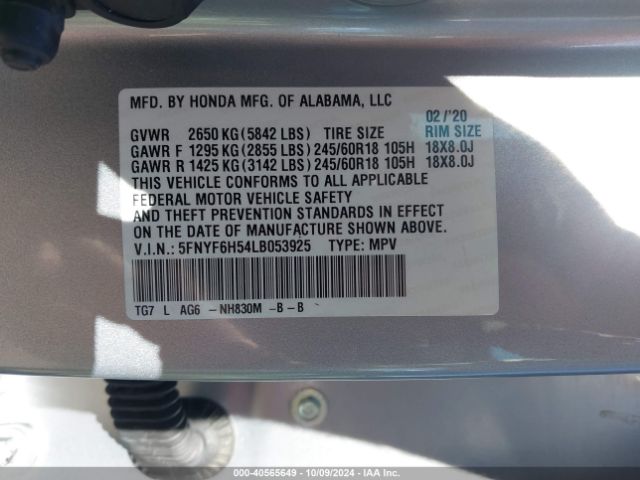 MFD. BY HONDA MFG. OF ALABAMA, LLC
02/'20
GVWR 2650 KG (5842 LBS) TIRE SIZE RIM SIZE
GAWR F 1295 KG (2855 LBS) 245/60R18 105H 18X8.0J
GAWR R 1425 KG (3142 LBS) 245/60R18 105H 18X8.0J
THIS VEHICLE CONFORMS TO ALL APPLICABLE
FEDERAL MOTOR VEHICLE SAFETY
AND THEFT PREVENTION STANDARDS IN EFFECT
ON THE DATE OF MANUFACTURE SHOWN ABOVE.
V.I.N.: 5FNYF6H54LB053925 TYPE: MPV
TG7 L AG6 -NH830M -B-B
000-40565649 | 10/09/2024 | IAA Inc.